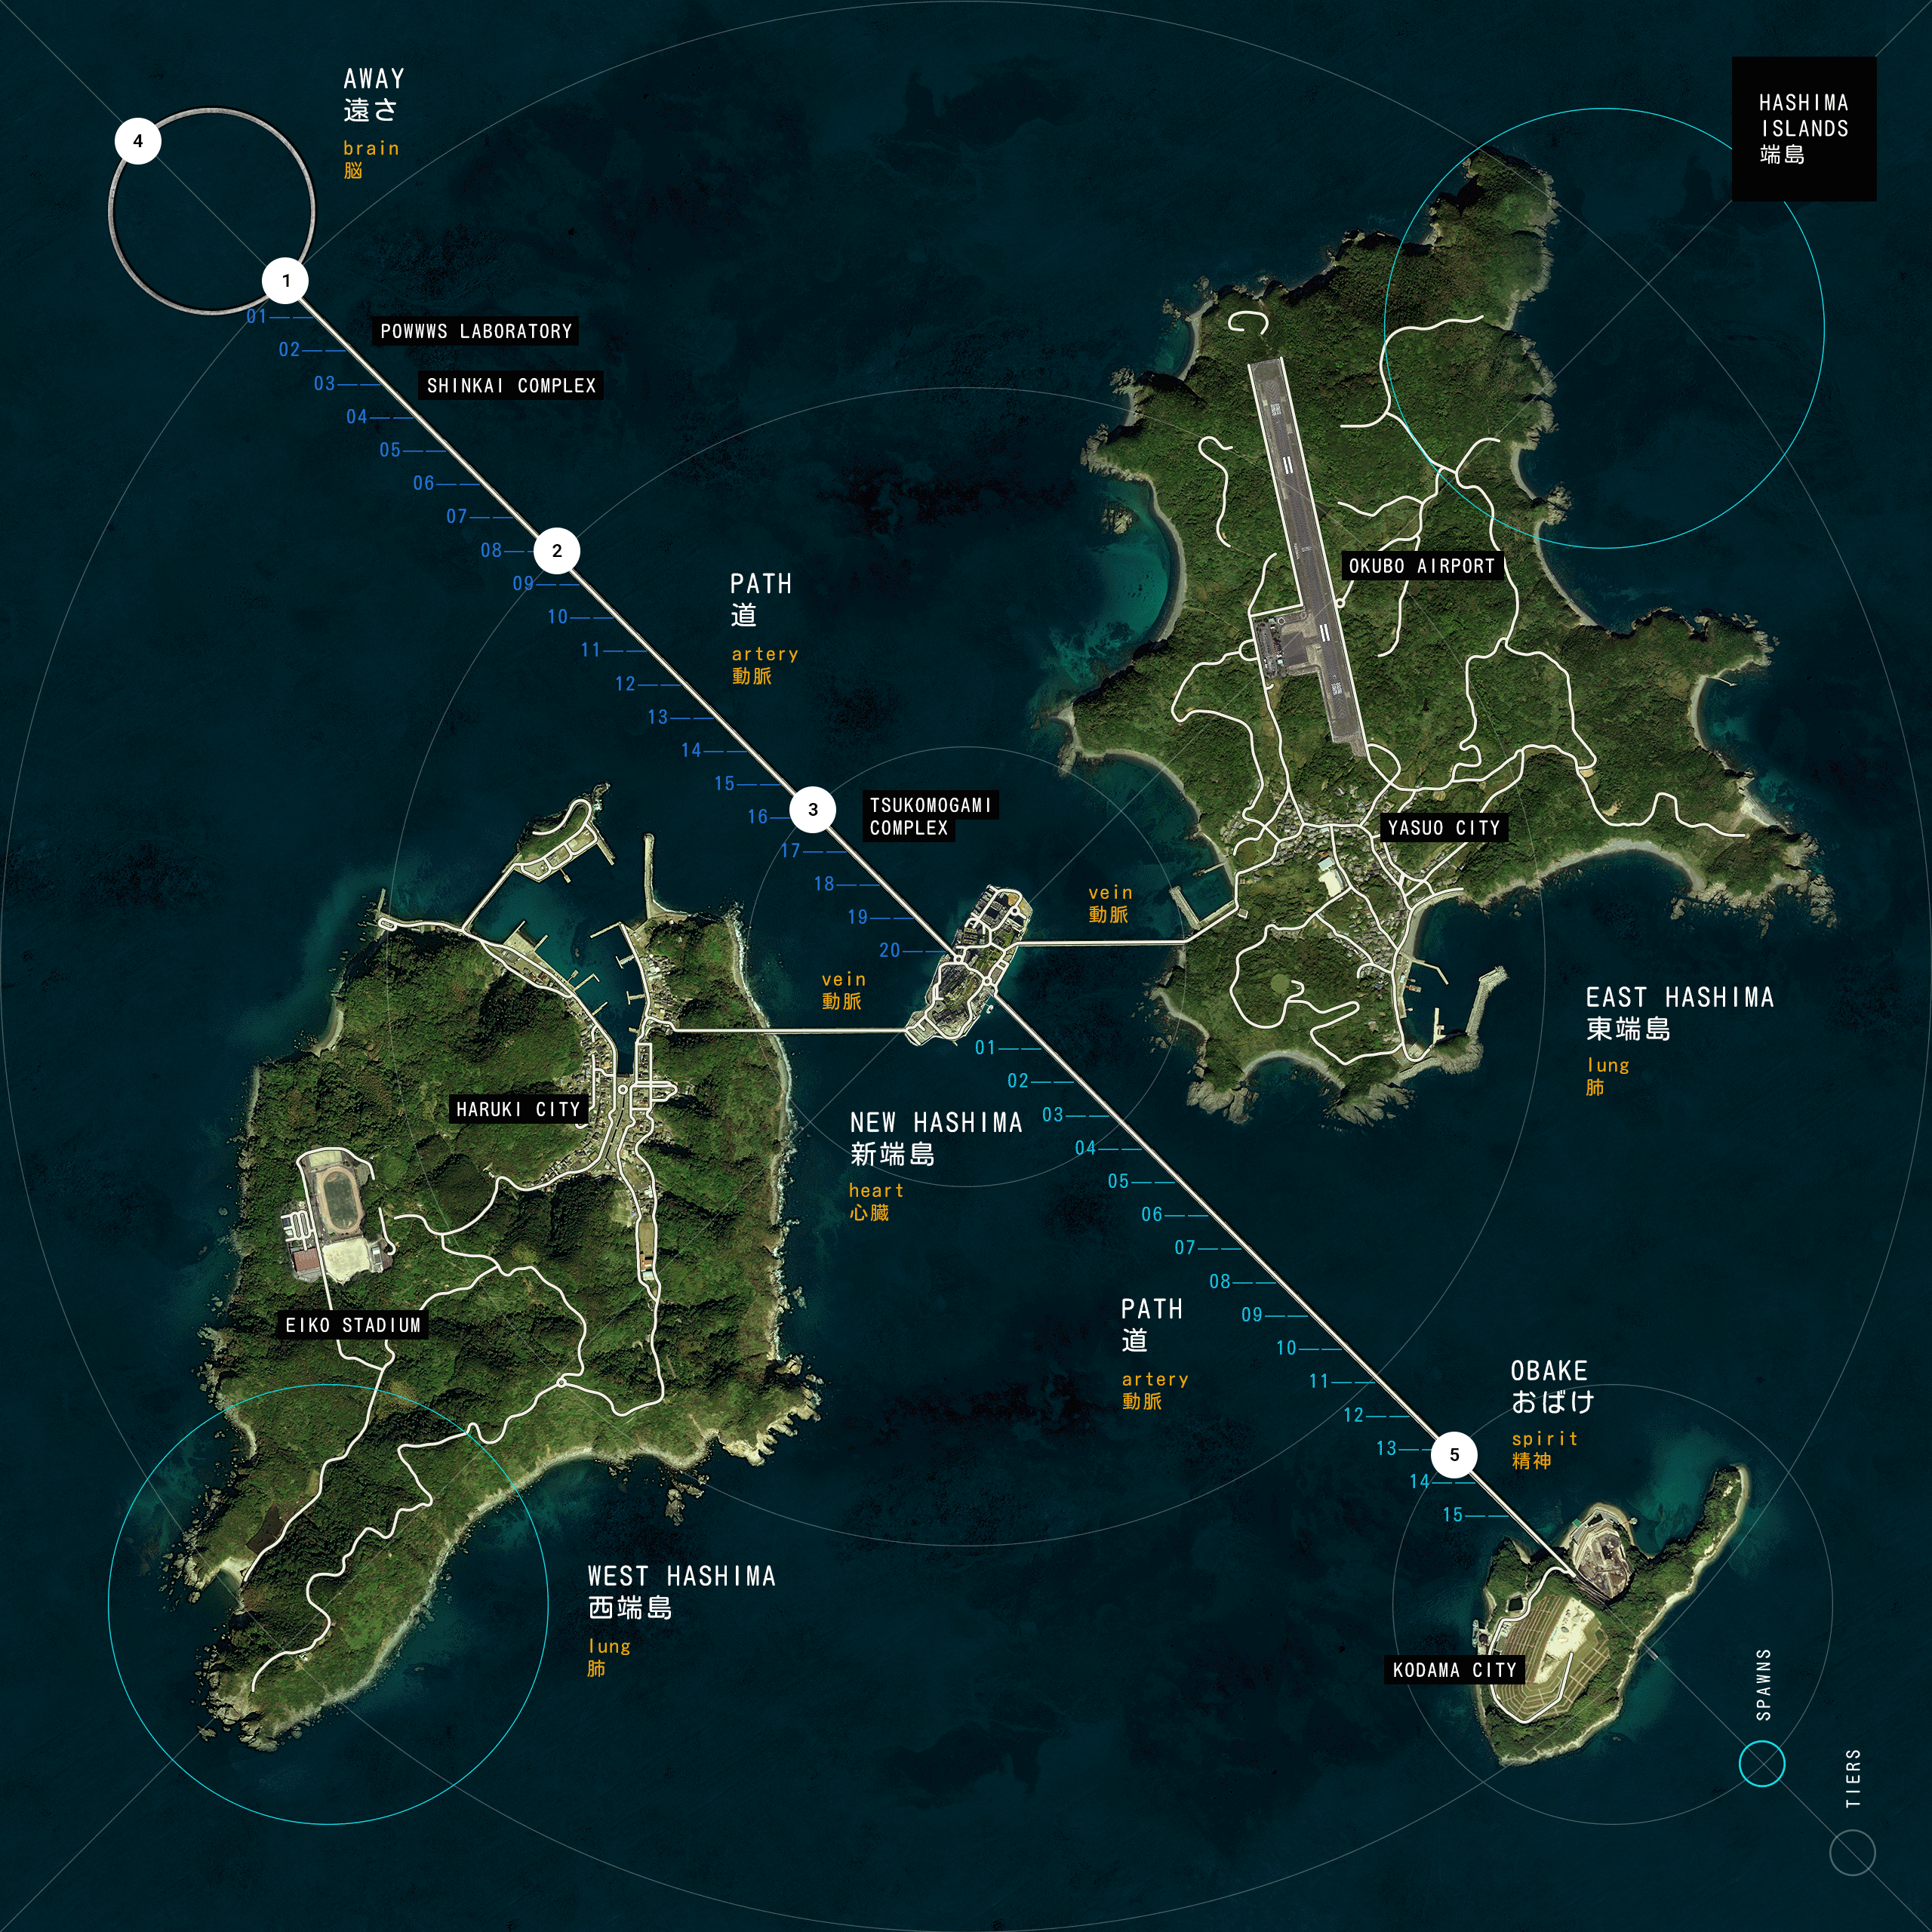 HASHIMA
ISLANDS
端島
AWAY
遠さ
brain
脳
4
1
01
02
03
04
05
06
07
08
09
10
11
12
13
14
15
16
17
18
19
20
POWWWS LABORATORY
SHINKAI COMPLEX
2
PATH
道
artery
動脈
3
TSUKOMOGAMI
COMPLEX
OKUBO AIRPORT
YASUO CITY
vein
動脈
vein
動脈
EAST HASHIMA
東端島
lung
肺
HARUKI CITY
NEW HASHIMA
新端島
heart
心臓
01
02
03
04
05
06
07
08
09
10
11
12
13
14
15
EIKO STADIUM
PATH
道
artery
動脈
OBAKE
おばけ
spirit
精神
5
WEST HASHIMA
西端島
lung
肺
KODAMA CITY
SPAWNS
TIERS